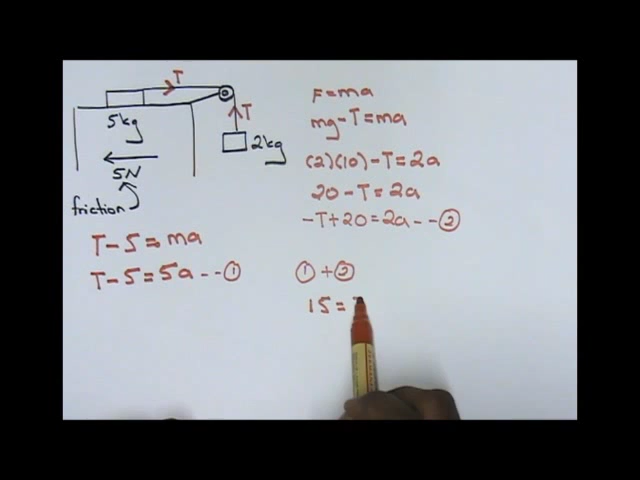 T
T
5kg
2kg
5N
friction
T-5=ma
T-5=5a--①
F=ma
mg-T=ma
(2)(10)-T=2a
20-T=2a
-T+20=2a--②
①+②
15=